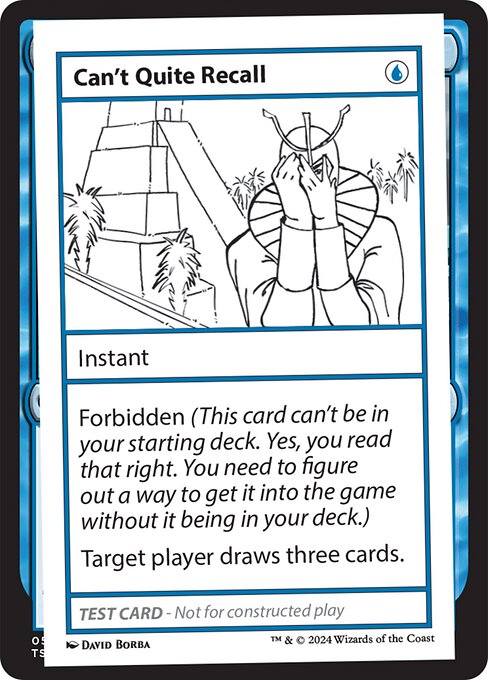 Can't Quite Recall
Instant
Forbidden (This card can't be in
your starting deck. Yes, you read
that right. You need to figure
out a way to get it into the game
without it being in your deck.)
Target player draws three cards.
TEST CARD - Not for constructed play
DAVID BORBA
™ & © 2024 Wizards of the Coast
05
TS